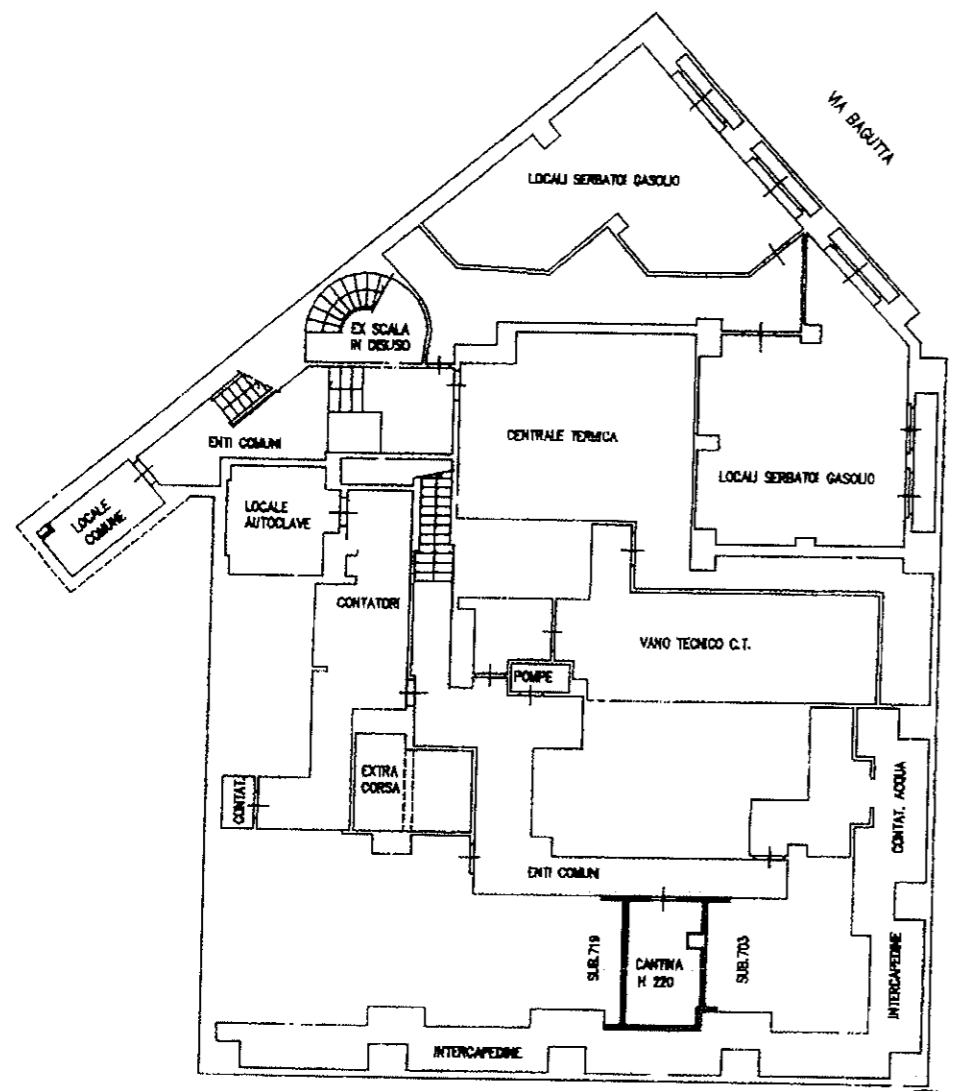 VIA BAGUTTA
LOCALI SERBATOI GASOLIO
EX SCALA
IN DISUSO
CENTRALE TERMICA
ENTI COMUNI
LOCALI SERBATOI GASOLIO
LOCALE
COMUNE
LOCALE
AUTOCLAVE
CONTATORI
VANO TECNICO C.T.
POMPE
EXTRA
CORSA
CONTAT.
CONTAT. ACQUA
ENTI COMUNI
SUB.719
CANTINA
H 220
SUB.703
INTERCAPEDINE
INTERCAPEDINE